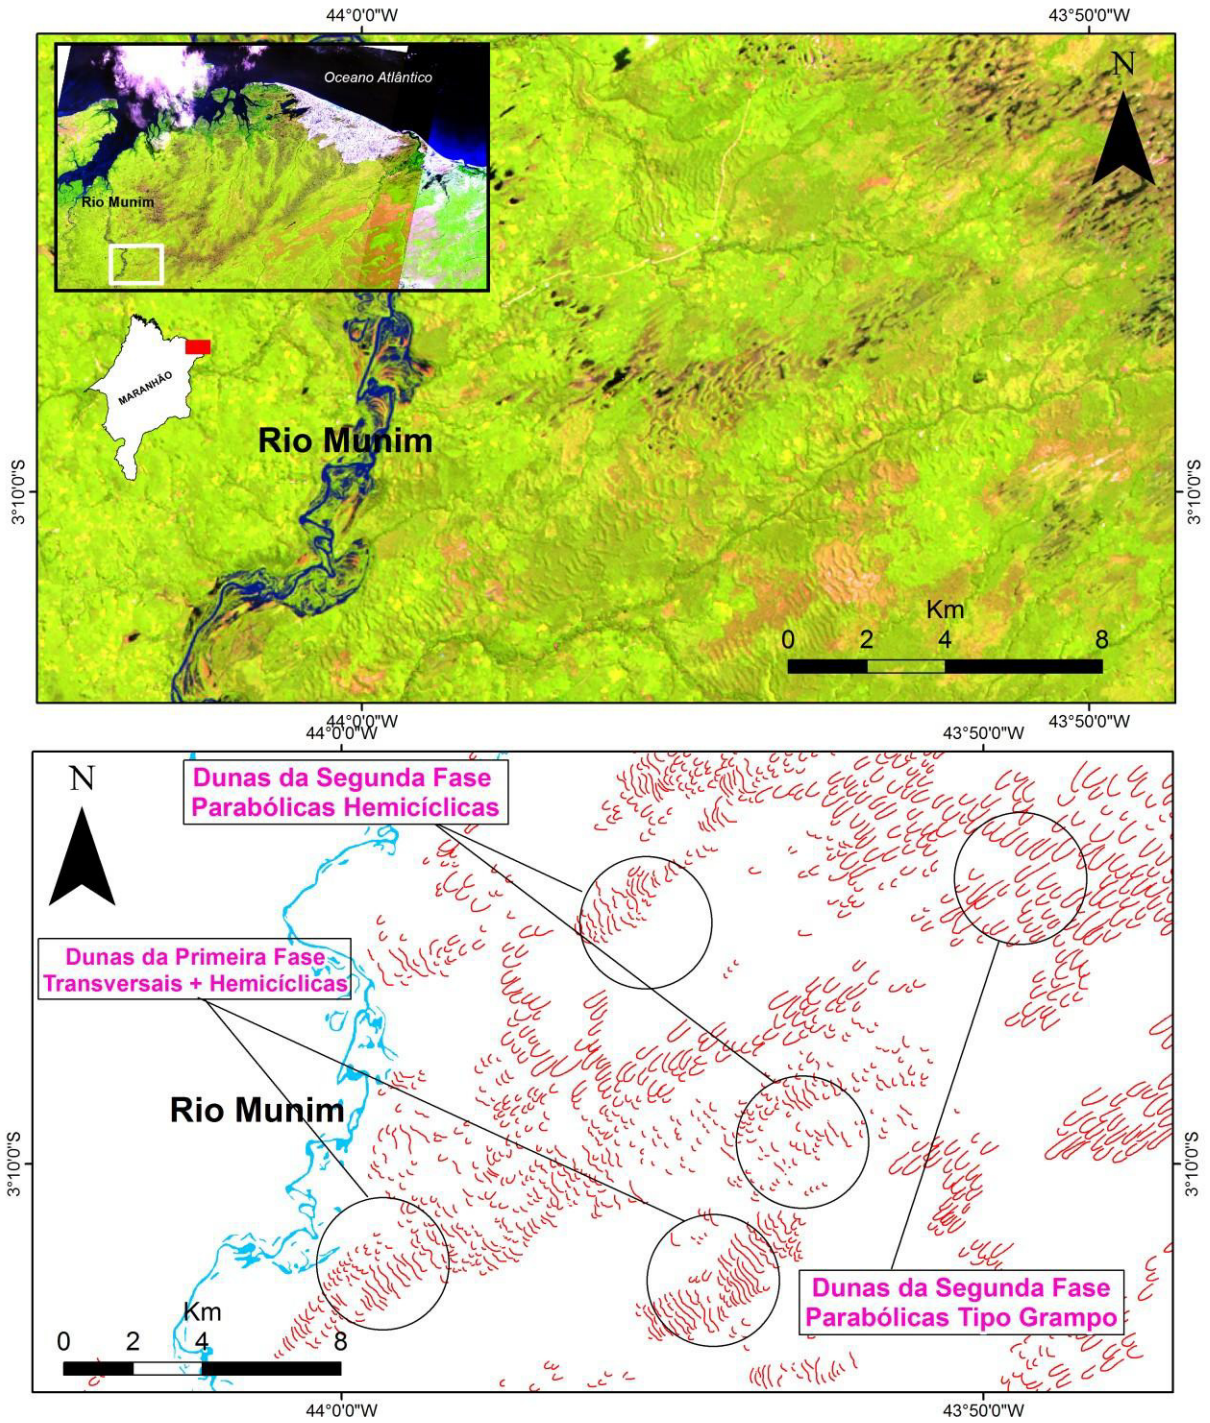 44°0'0"W
43°50'0"W
Oceano Atlântico
N
Rio Munim
MARANHÃO
Rio Munim
3°10'0"S
3°10'0"S
Km
0 2 4 8
44°0'0"W
43°50'0"W
44°0'0"W
43°50'0"W
N
Dunas da Segunda Fase
Parabólicas Hemicíclicas
Dunas da Primeira Fase
Transversais + Hemicíclicas
Rio Munim
3°10'0"S
3°10'0"S
Dunas da Segunda Fase
Parabólicas Tipo Grampo
Km
0 2 4 8
44°0'0"W
43°50'0"W